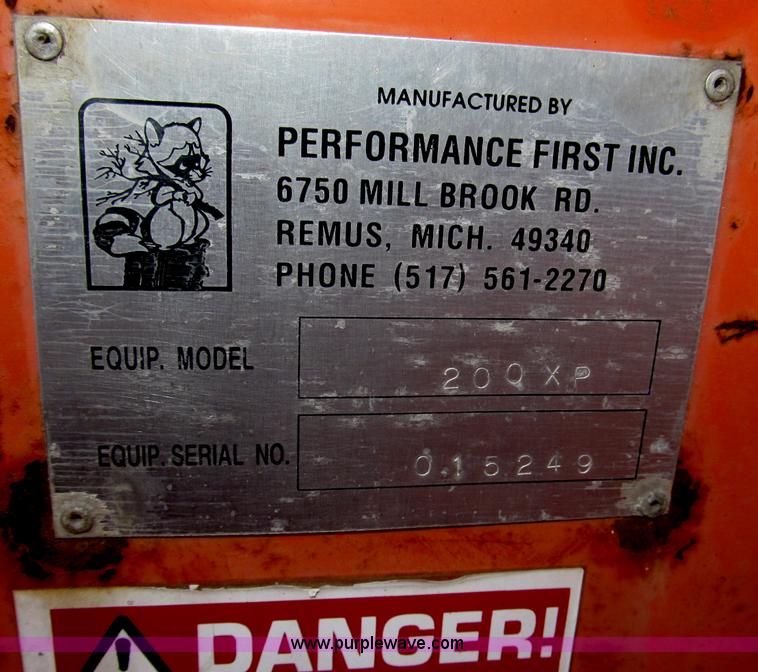 MANUFACTURED BY
PERFORMANCE FIRST INC.
6750 MILL BROOK RD.
REMUS, MICH. 49340
PHONE (517) 561-2270
EQUIP. MODEL 200XP
EQUIP. SERIAL NO. 015249
DANGER!
www.purplewave.com